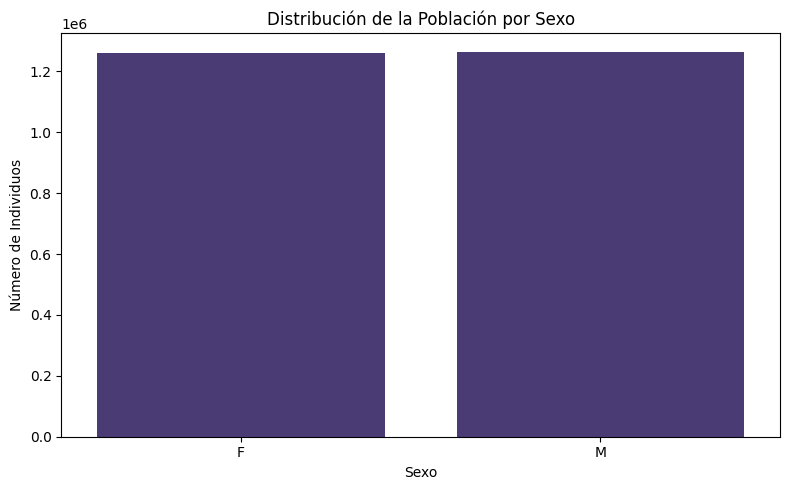 Distribución de la Población por Sexo
1e6
1.2
1.0
0.8
0.6
0.4
0.2
0.0
Número de Individuos
F
M
Sexo